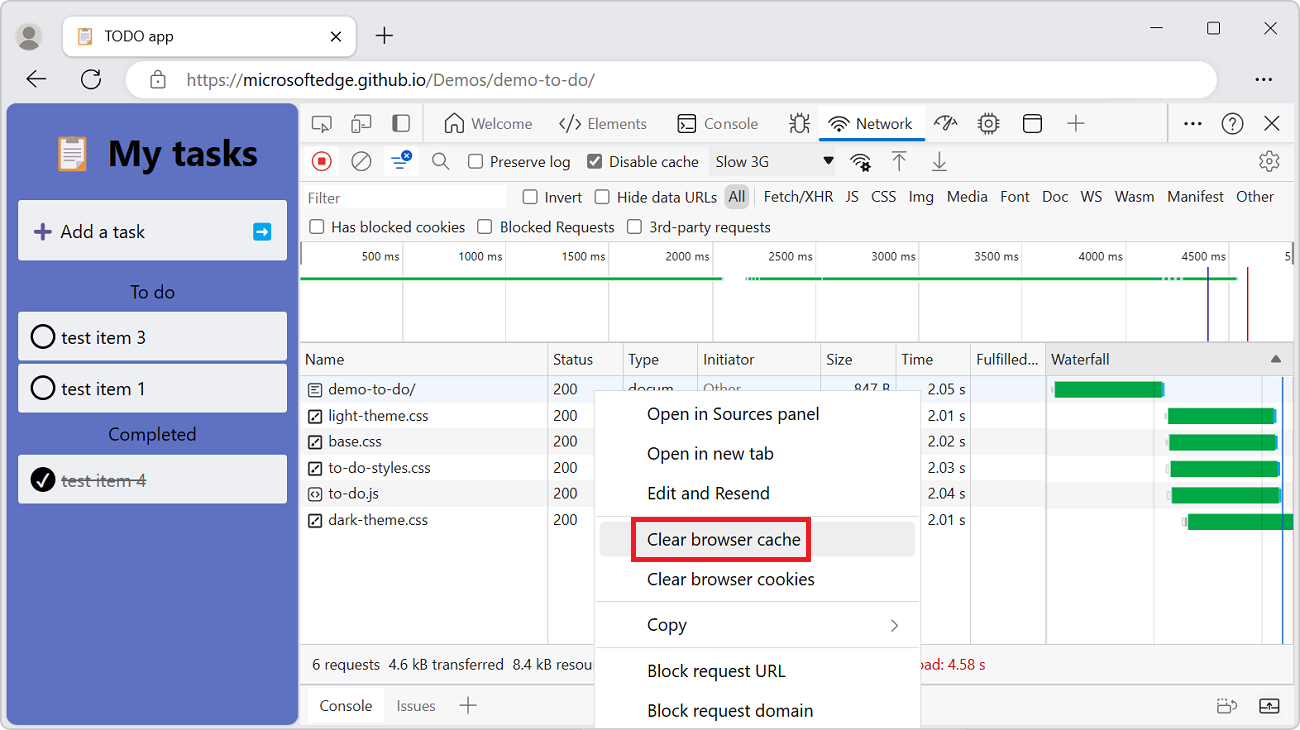 TODO app
https://microsoftedge.github.io/Demos/demo-to-do/
My tasks
Add a task
To do
test item 3
test item 1
Completed
test item 4
Welcome Elements Console Network
Preserve log Disable cache Slow 3G
Filter Invert Hide data URLs All Fetch/XHR JS CSS Img Media Font Doc WS Wasm Manifest Other
Has blocked cookies Blocked Requests 3rd-party requests
500 ms 1000 ms 1500 ms 2000 ms 2500 ms 3000 ms 3500 ms 4000 ms 4500 ms 5
Name Status Type Initiator Size Time Fulfilled... Waterfall
demo-to-do/ 200 docum Other 847 B 2.05 s
light-theme.css 200 2.01 s
base.css 200 2.02 s
to-do-styles.css 200 2.03 s
to-do.js 200 2.04 s
dark-theme.css 200 2.01 s
Open in Sources panel
Open in new tab
Edit and Resend
Clear browser cache
Clear browser cookies
Copy
Block request URL
Block request domain
6 requests 4.6 kB transferred 8.4 kB resou oad: 4.58 s
Console Issues